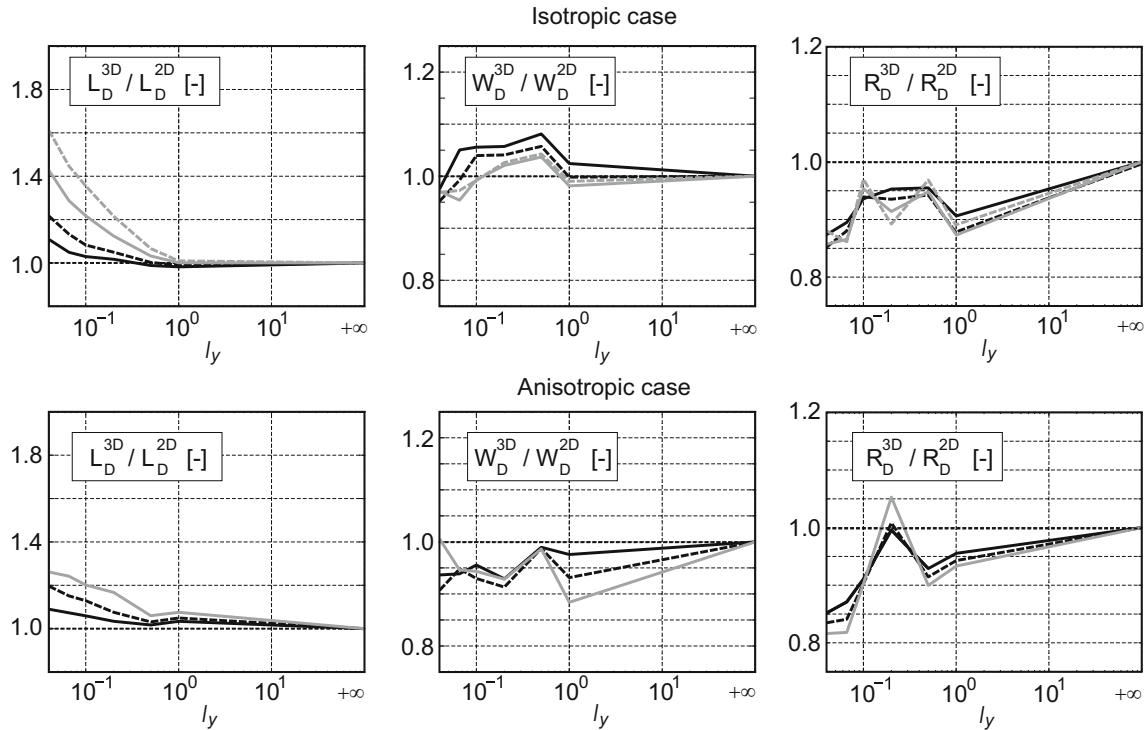 Isotropic case
L_D^3D / L_D^2D [-]
W_D^3D / W_D^2D [-]
R_D^3D / R_D^2D [-]
1.8
1.4
1.0
1.2
1.0
0.8
1.2
1.0
0.8
10^−1 10^0 10^1 +∞
10^−1 10^0 10^1 +∞
10^−1 10^0 10^1 +∞
l_y
l_y
l_y
Anisotropic case
L_D^3D / L_D^2D [-]
W_D^3D / W_D^2D [-]
R_D^3D / R_D^2D [-]
1.8
1.4
1.0
1.2
1.0
0.8
1.2
1.0
0.8
10^−1 10^0 10^1 +∞
10^−1 10^0 10^1 +∞
10^−1 10^0 10^1 +∞
l_y
l_y
l_y